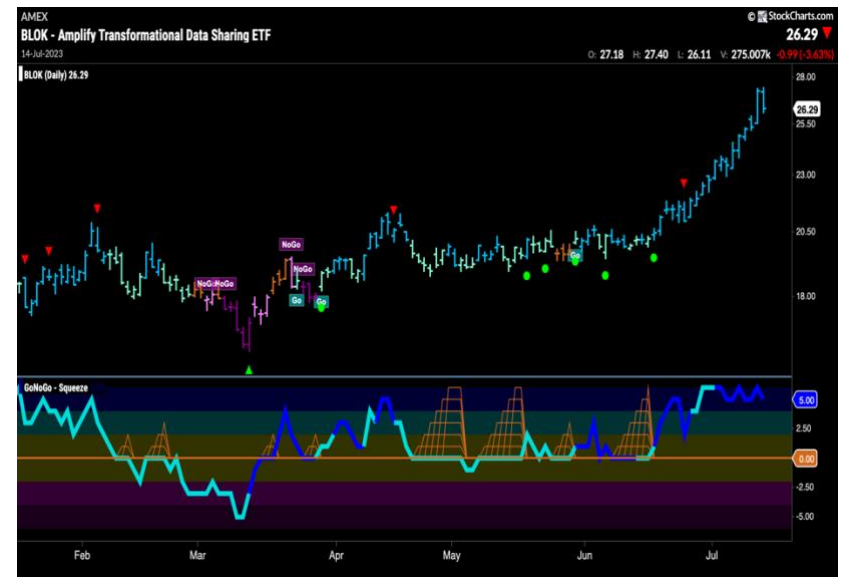 AMEX
© StockCharts.com
BLOK - Amplify Transformational Data Sharing ETF
26.29
14-Jul-2023
O: 27.18 H: 27.40 L: 26.11 V: 275.007k -0.99 (-3.63%)
BLOK (Daily) 26.29
28.00
26.29
25.50
23.00
20.50
18.00
NoGo
NoGo
NoGo
NoGo
Go
Go
Go
GoNoGo - Squeeze
5.00
2.50
0.00
-2.50
-5.00
Feb Mar Apr May Jun Jul